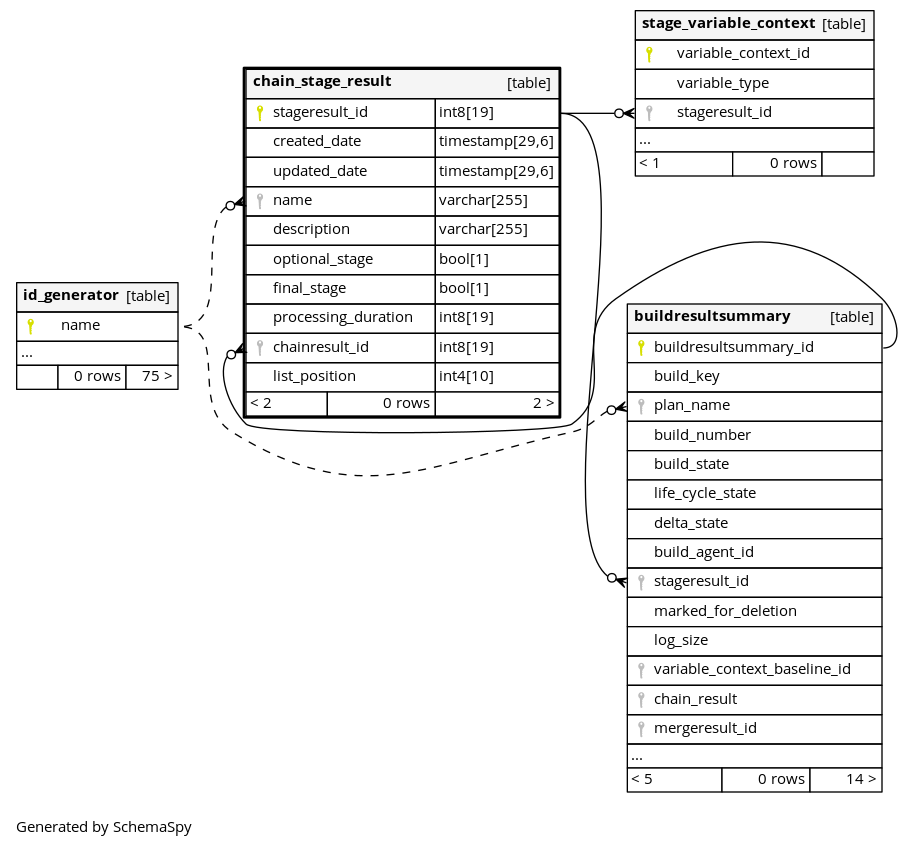 stage_variable_context [table]
variable_context_id
variable_type
stageresult_id
...
< 1 0 rows
chain_stage_result [table]
stageresult_id int8[19]
created_date timestamp[29,6]
updated_date timestamp[29,6]
name varchar[255]
description varchar[255]
optional_stage bool[1]
final_stage bool[1]
processing_duration int8[19]
chainresult_id int8[19]
list_position int4[10]
< 2 0 rows 2 >
id_generator [table]
name
...
0 rows 75 >
buildresultsummary [table]
buildresultsummary_id
build_key
plan_name
build_number
build_state
life_cycle_state
delta_state
build_agent_id
stageresult_id
marked_for_deletion
log_size
variable_context_baseline_id
chain_result
mergeresult_id
...
< 5 0 rows 14 >
Generated by SchemaSpy